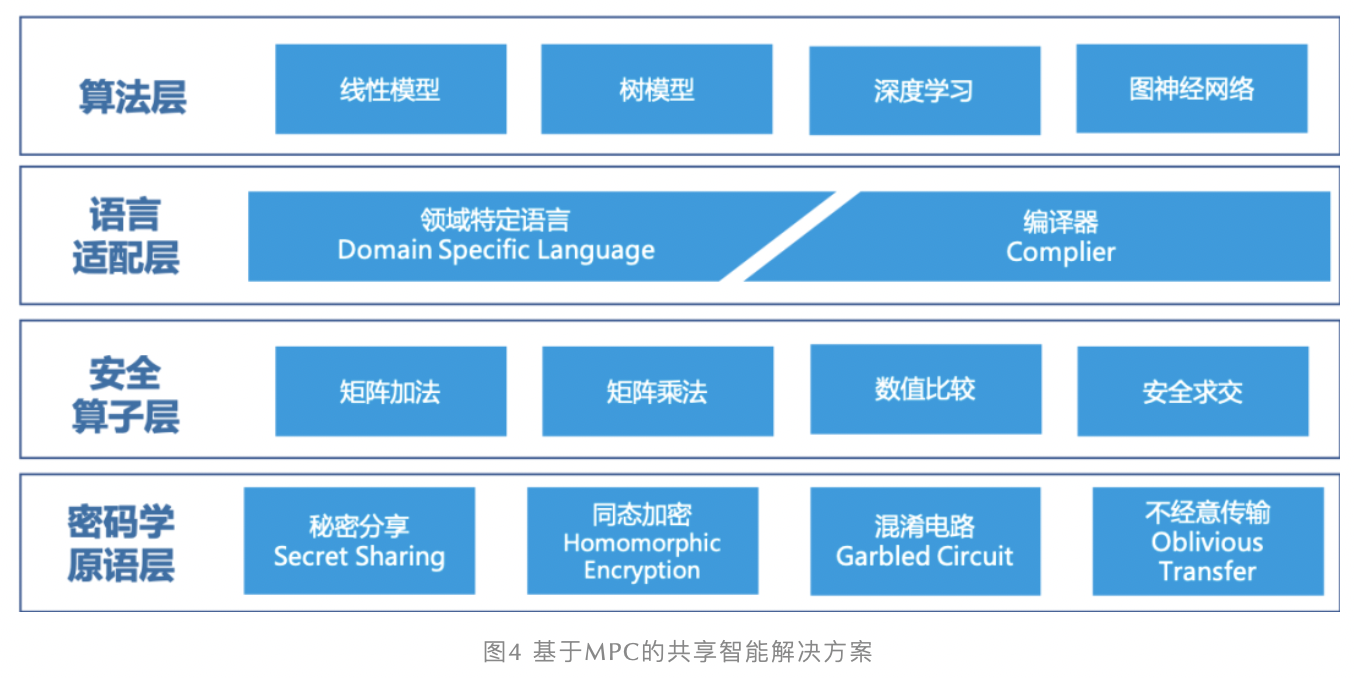 算法层
线性模型
树模型
深度学习
图神经网络
语言
适配层
领域特定语言
Domain Specific Language
编译器
Complier
安全
算子层
矩阵加法
矩阵乘法
数值比较
安全求交
密码学
原语层
秘密分享
Secret Sharing
同态加密
Homomorphic
Encryption
混淆电路
Garbled Circuit
不经意传输
Oblivious
Transfer
图4 基于MPC的共享智能解决方案